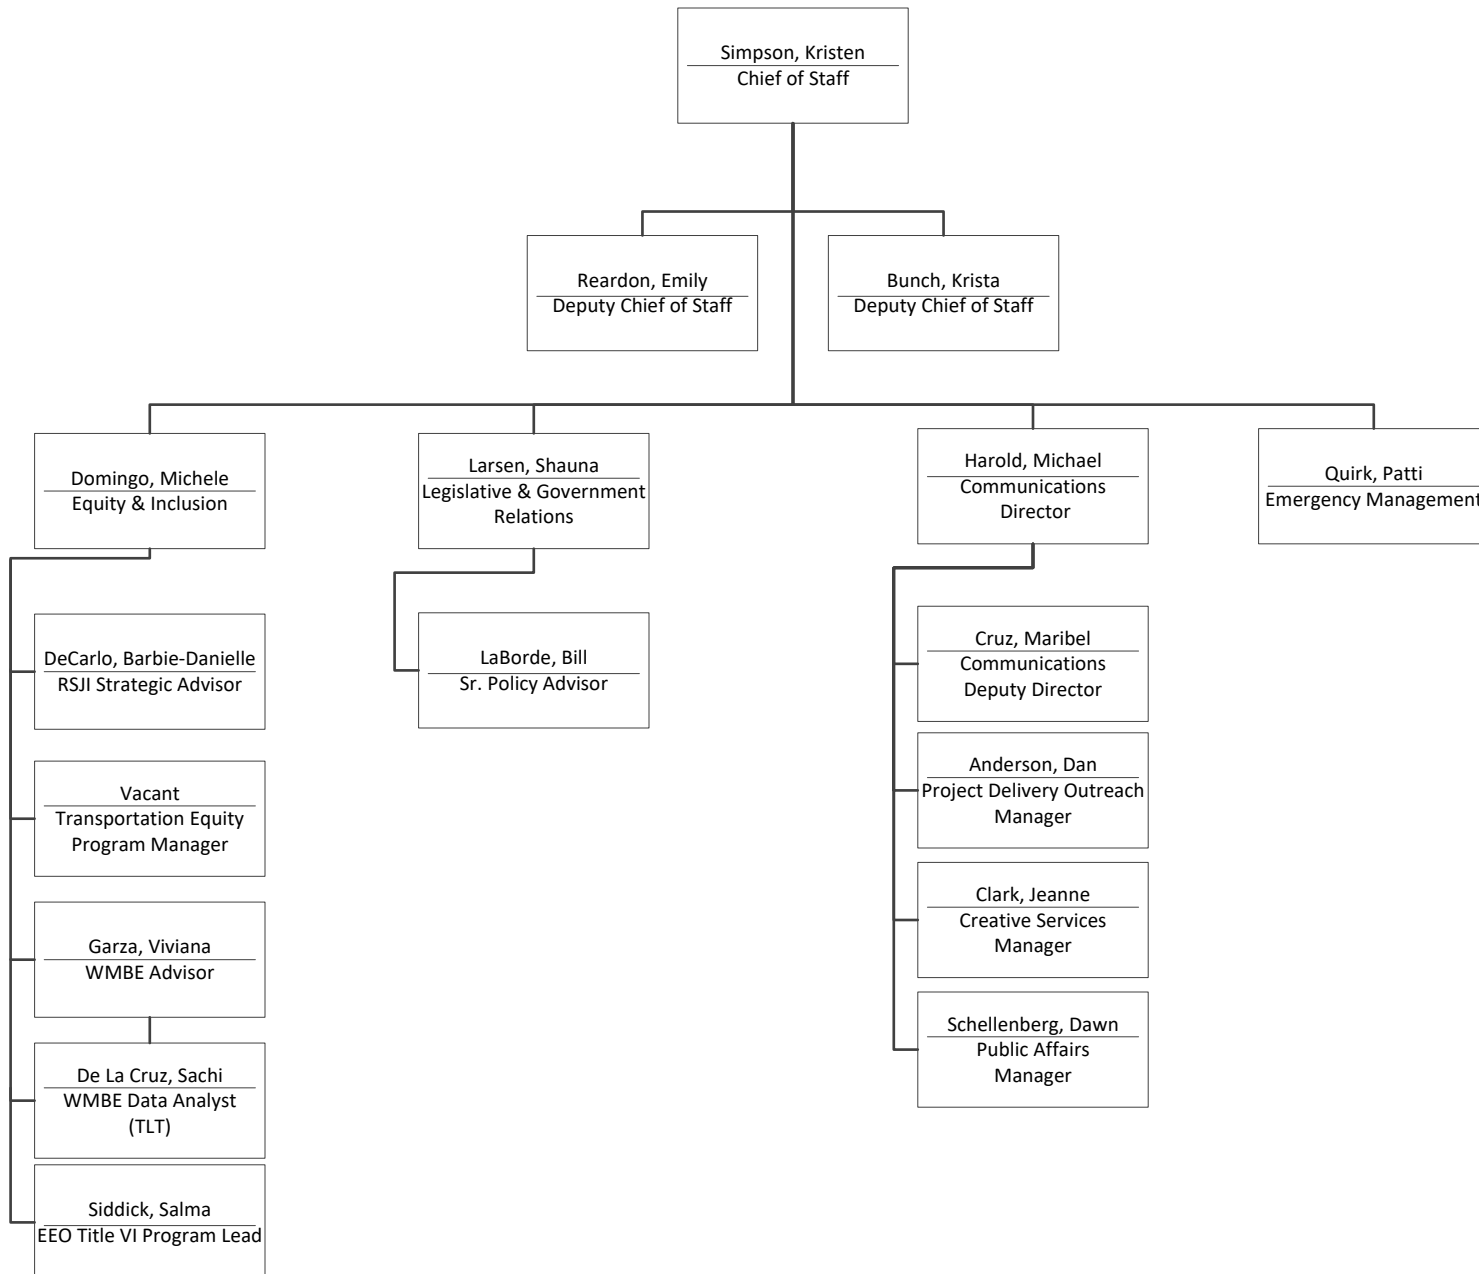 Simpson, Kristen
Chief of Staff
Reardon, Emily
Deputy Chief of Staff
Bunch, Krista
Deputy Chief of Staff
Domingo, Michele
Equity & Inclusion
Larsen, Shauna
Legislative & Government
Relations
Harold, Michael
Communications
Director
Quirk, Patti
Emergency Management
DeCarlo, Barbie-Danielle
RSJI Strategic Advisor
Vacant
Transportation Equity
Program Manager
Garza, Viviana
WMBE Advisor
De La Cruz, Sachi
WMBE Data Analyst
(TLT)
Siddick, Salma
EEO Title VI Program Lead
LaBorde, Bill
Sr. Policy Advisor
Cruz, Maribel
Communications
Deputy Director
Anderson, Dan
Project Delivery Outreach
Manager
Clark, Jeanne
Creative Services
Manager
Schellenberg, Dawn
Public Affairs
Manager